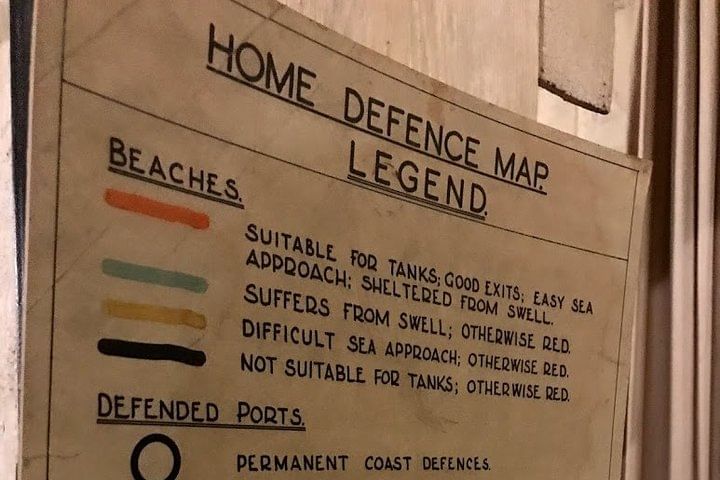 HOME DEFENCE MAP.
LEGEND.
BEACHES.
SUITABLE FOR TANKS; GOOD EXITS; EASY SEA
APPROACH; SHELTERED FROM SWELL.
SUFFERS FROM SWELL; OTHERWISE RED.
DIFFICULT SEA APPROACH; OTHERWISE RED.
NOT SUITABLE FOR TANKS; OTHERWISE RED.
DEFENDED PORTS.
PERMANENT COAST DEFENCES.